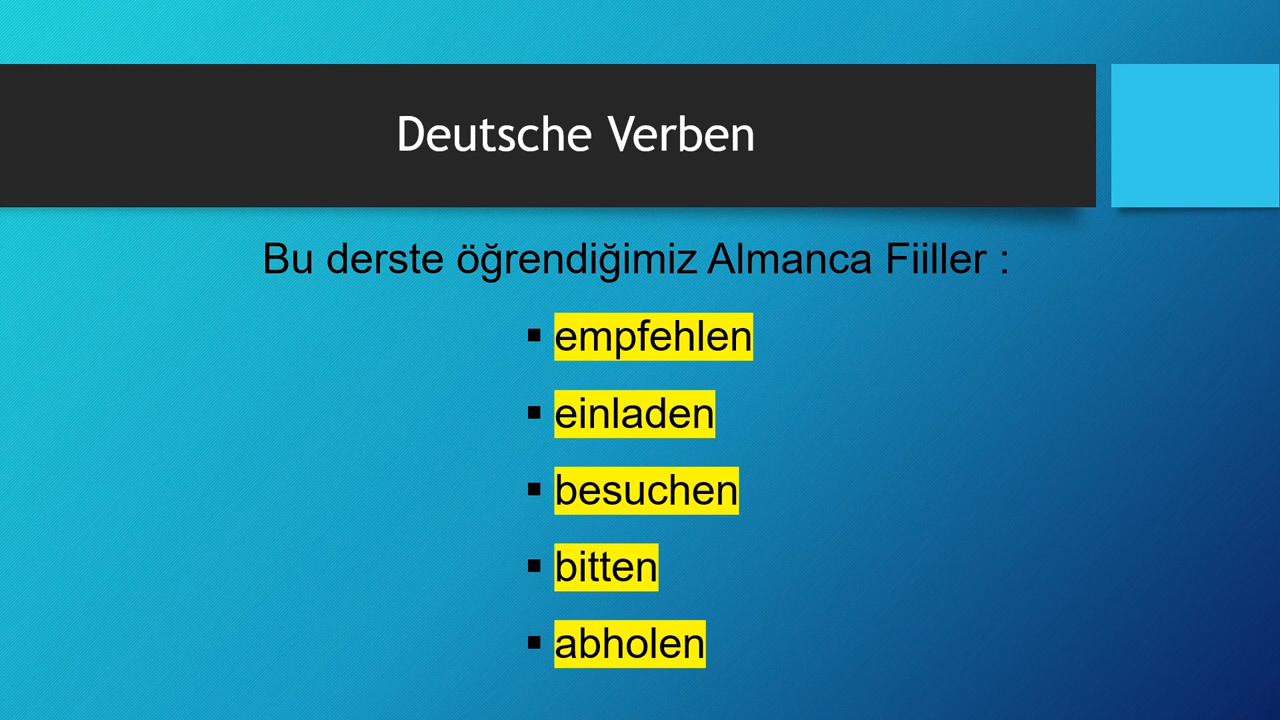 Deutsche Verben
Bu derste öğrendiğimiz Almanca Fiiller :
▪ empfehlen
▪ einladen
▪ besuchen
▪ bitten
▪ abholen